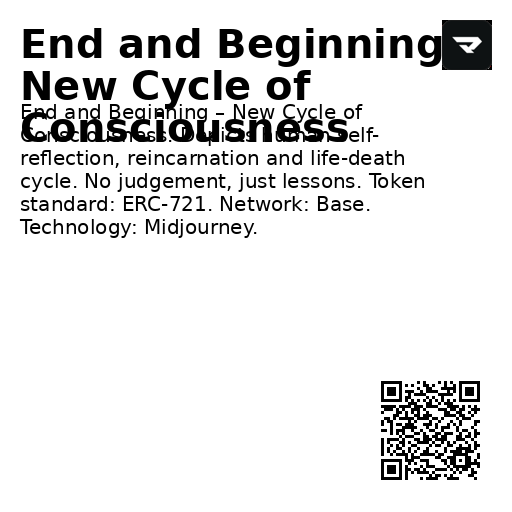 End and Beginning
New Cycle of
Consciousness
End and Beginning – New Cycle of
Consciousness. Depicts human self-
reflection, reincarnation and life-death
cycle. No judgement, just lessons. Token
standard: ERC-721. Network: Base.
Technology: Midjourney.